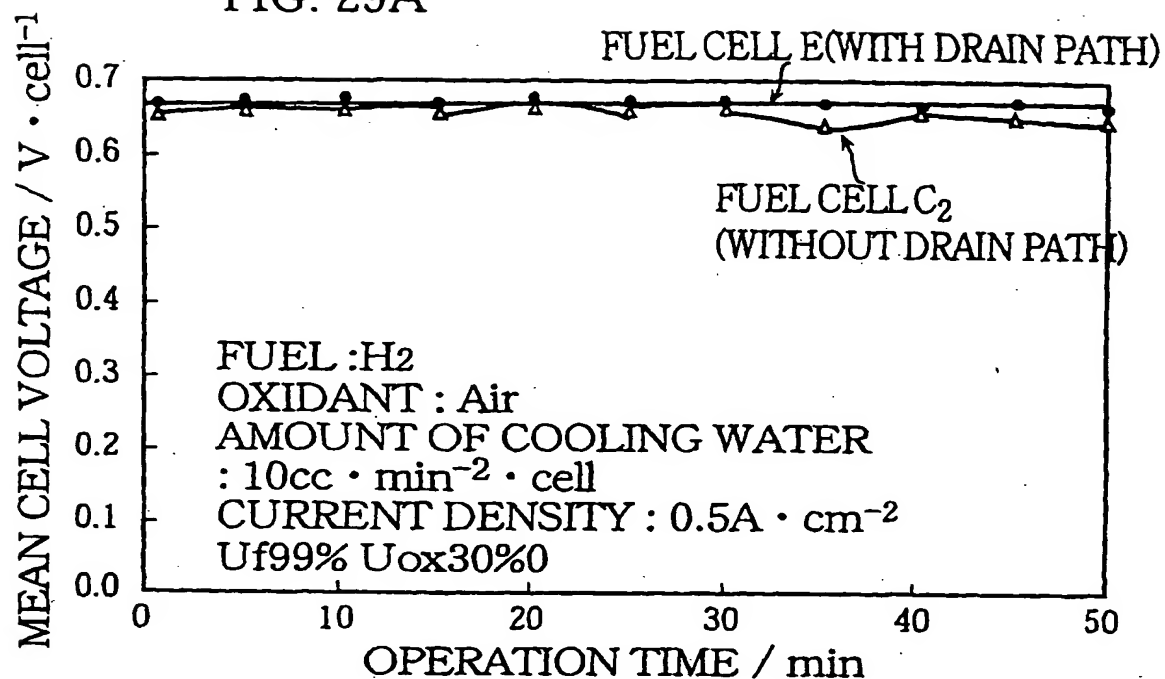 FIG. 29A
FUEL CELL E(WITH DRAIN PATH)
MEAN CELL VOLTAGE / V・cell⁻¹
0.7
0.6
0.5
0.4
0.3
0.2
0.1
0.0
FUEL CELL C₂
(WITHOUT DRAIN PATH)
FUEL :H2
OXIDANT : Air
AMOUNT OF COOLING WATER
: 10cc・min⁻²・cell
CURRENT DENSITY : 0.5A・cm⁻²
Uf99% Uox30%0
0 10 20 30 40 50
OPERATION TIME / min